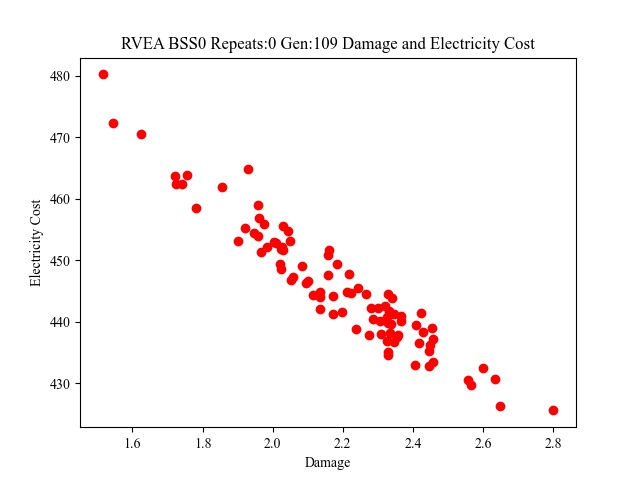 RVEA BSS0 Repeats:0 Gen:109 Damage and Electricity Cost
480
470
460
450
440
430
Electricity Cost
1.6 1.8 2.0 2.2 2.4 2.6 2.8
Damage